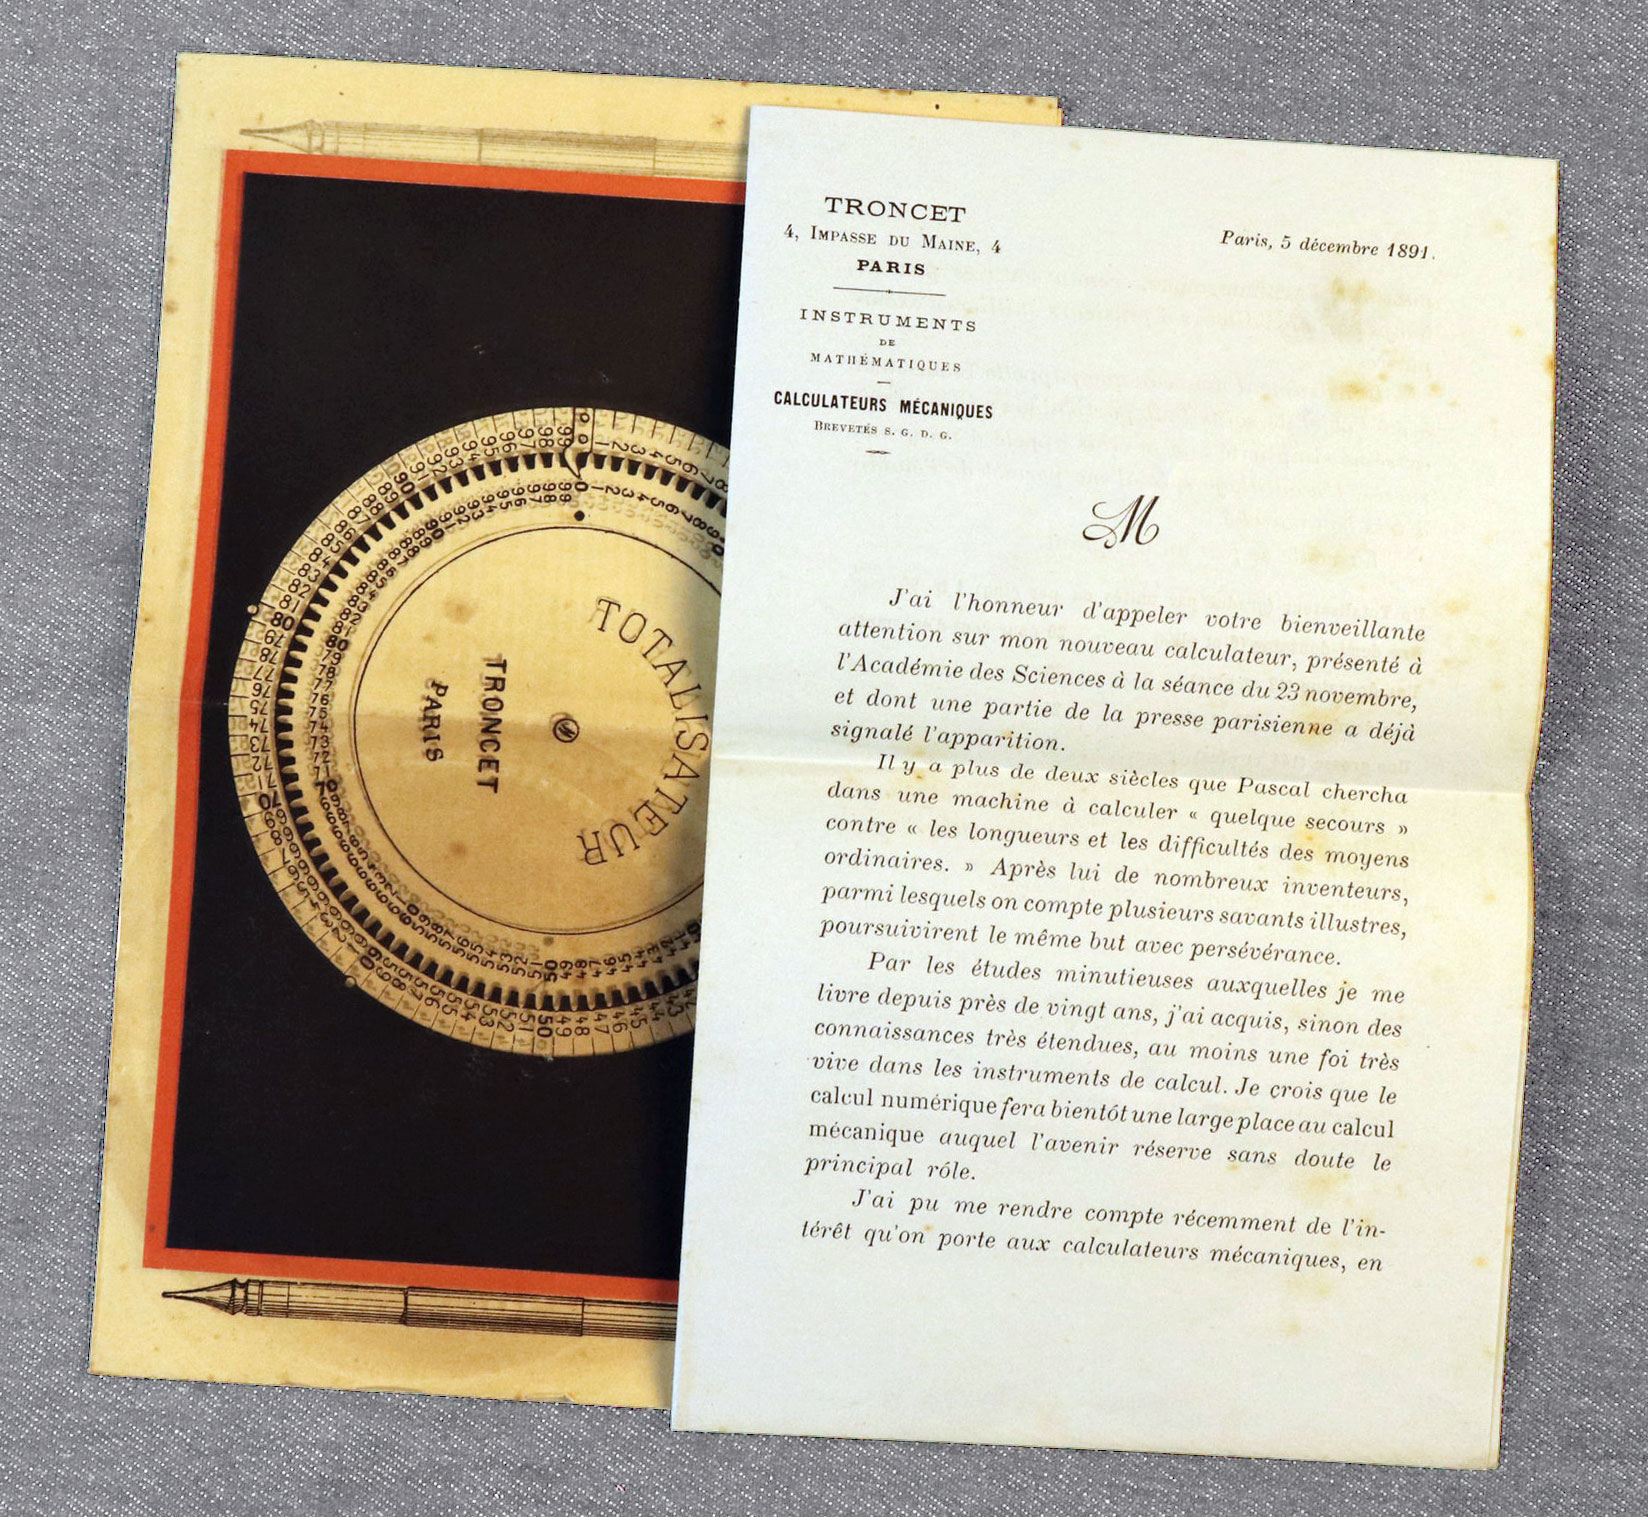 TOTALISATEUR
TRONCET
PARIS
TRONCET
4, IMPASSE DU MAINE, 4
PARIS
INSTRUMENTS
DE
MATHÉMATIQUES
CALCULATEURS MÉCANIQUES
BREVETÉS S. G. D. G.
Paris, 5 décembre 1891.
M
J'ai l'honneur d'appeler votre bienveillante
attention sur mon nouveau calculateur, présenté à
l'Académie des Sciences à la séance du 23 novembre,
et dont une partie de la presse parisienne a déjà
signalé l'apparition.
Il y a plus de deux siècles que Pascal chercha
dans une machine à calculer « quelque secours »
contre « les longueurs et les difficultés des moyens
ordinaires. » Après lui de nombreux inventeurs,
parmi lesquels on compte plusieurs savants illustres,
poursuivirent le même but avec persévérance.
Par les études minutieuses auxquelles je me
livre depuis près de vingt ans, j'ai acquis, sinon des
connaissances très étendues, au moins une foi très
vive dans les instruments de calcul. Je crois que le
calcul numérique fera bientôt une large place au calcul
mécanique auquel l'avenir réserve sans doute le
principal rôle.
J'ai pu me rendre compte récemment de l'in-
térêt qu'on porte aux calculateurs mécaniques, en